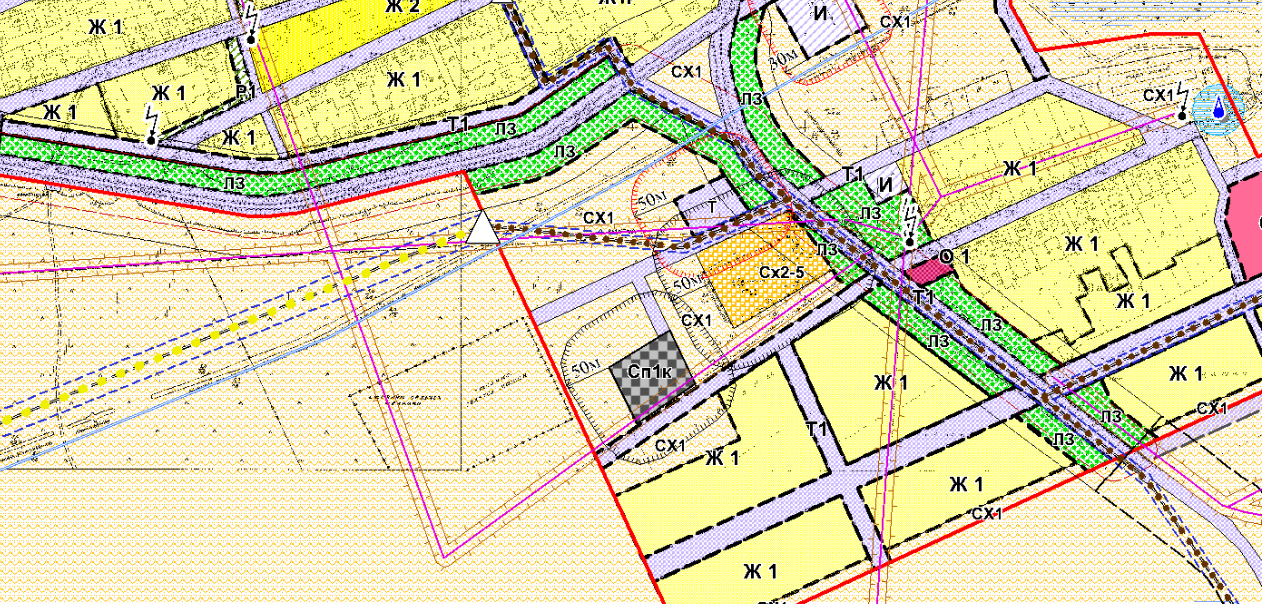 Ж 2
Ж 1
И
СХ1
30м
Ж 1
СХ1
Ж 1
Р1
Ж 1
Ж 1
ЛЗ
СХ1
Т1
ЛЗ
Ж 1
ЛЗ
ЛЗ
Т1
Ж 1
И
50м
Т
СХ1
ЛЗ
ЛЗ
Ж 1
О 1
Сх2-5
50м
Т1
Ж 1
СХ1
ЛЗ
ЛЗ
50м
Сп1к
Ж 1
Ж 1
СХ1
ЛЗ
Т1
ЛЗ
СХ1
Ж 1
Ж 1
СХ1
Ж 1